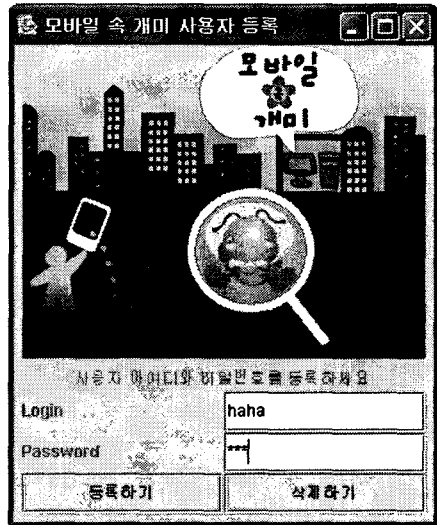 모바일 속 개미 사용자 등록
모바일
개미
사용자 아이디와 비밀번호를 등록하세요
Login haha
Password ***
등록하기 삭제하기